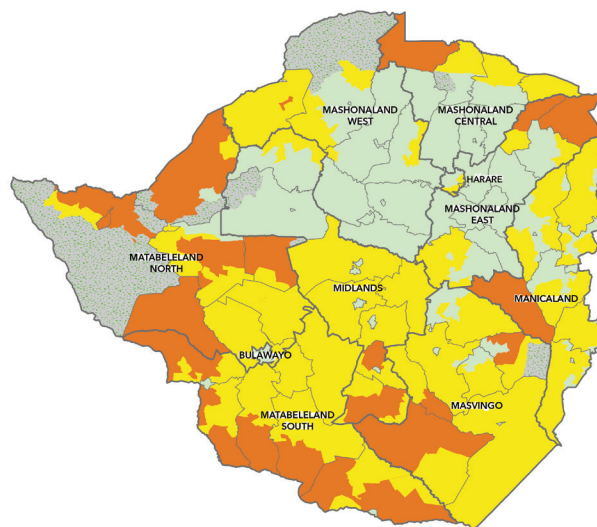 MASHONALAND
WEST
MASHONALAND
CENTRAL
HARARE
MASHONALAND
EAST
MATABELELAND
NORTH
MIDLANDS
MANICALAND
BULAWAYO
MATABELELAND
SOUTH
MASVINGO